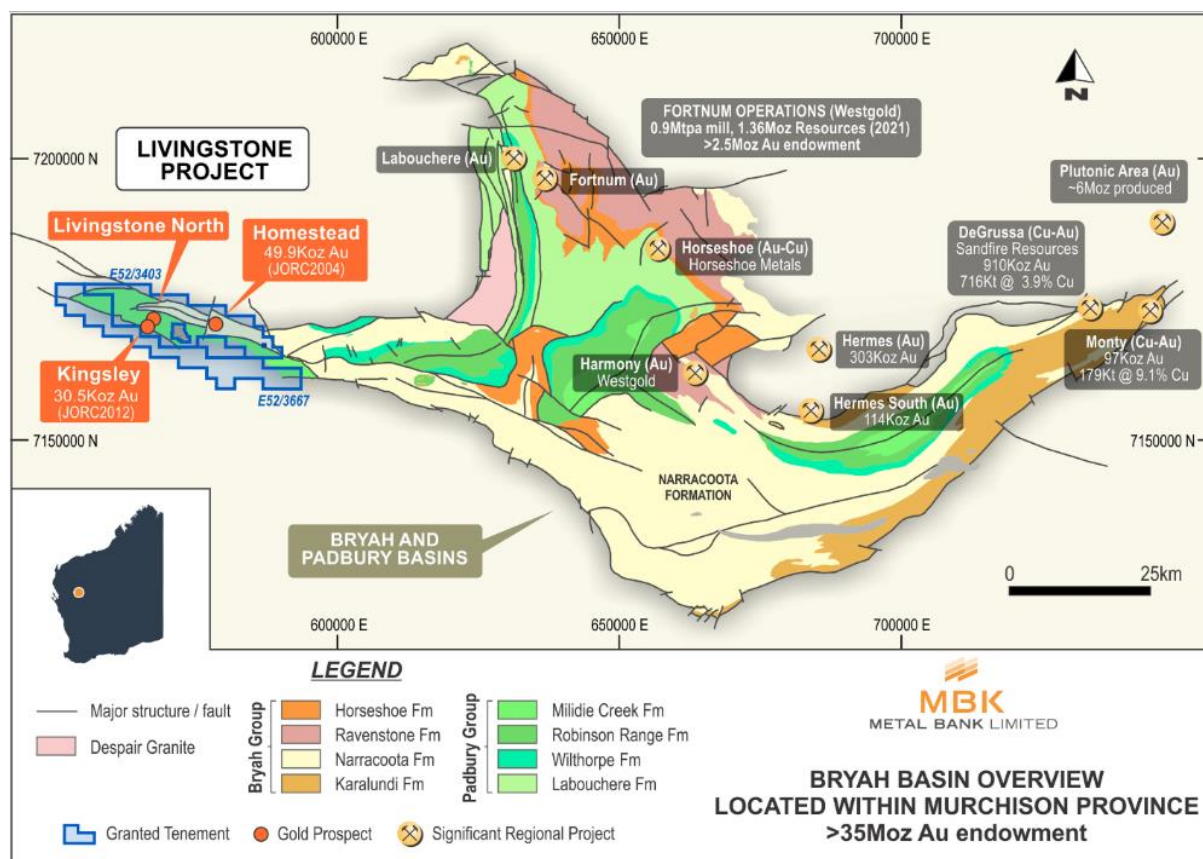 600000 E
650000 E
700000 E
N
7200000 N
7200000 N
LIVINGSTONE
PROJECT
FORTNUM OPERATIONS (Westgold)
0.9Mtpa mill, 1.36Moz Resources (2021)
>2.5Moz Au endowment
Labouchere (Au)
Fortnum (Au)
Plutonic Area (Au)
~6Moz produced
Livingstone North
Homestead
49.9Koz Au
(JORC2004)
E52/3403
Horseshoe (Au-Cu)
Horseshoe Metals
DeGrussa (Cu-Au)
Sandfire Resources
910Koz Au
716Kt @ 3.9% Cu
Kingsley
30.5Koz Au
(JORC2012)
E52/3667
Harmony (Au)
Westgold
Hermes (Au)
303Koz Au
Monty (Cu-Au)
97Koz Au
179Kt @ 9.1% Cu
Hermes South (Au)
114Koz Au
7150000 N
7150000 N
NARRACOOTA
FORMATION
BRYAH AND
PADBURY BASINS
0
25km
600000 E
650000 E
700000 E
LEGEND
Major structure / fault
Despair Granite
Bryah Group
Horseshoe Fm
Ravenstone Fm
Narracoota Fm
Karalundi Fm
Padbury Group
Milidie Creek Fm
Robinson Range Fm
Wilthorpe Fm
Labouchere Fm
Granted Tenement
Gold Prospect
Significant Regional Project
MBK
METAL BANK LIMITED
BRYAH BASIN OVERVIEW
LOCATED WITHIN MURCHISON PROVINCE
>35Moz Au endowment